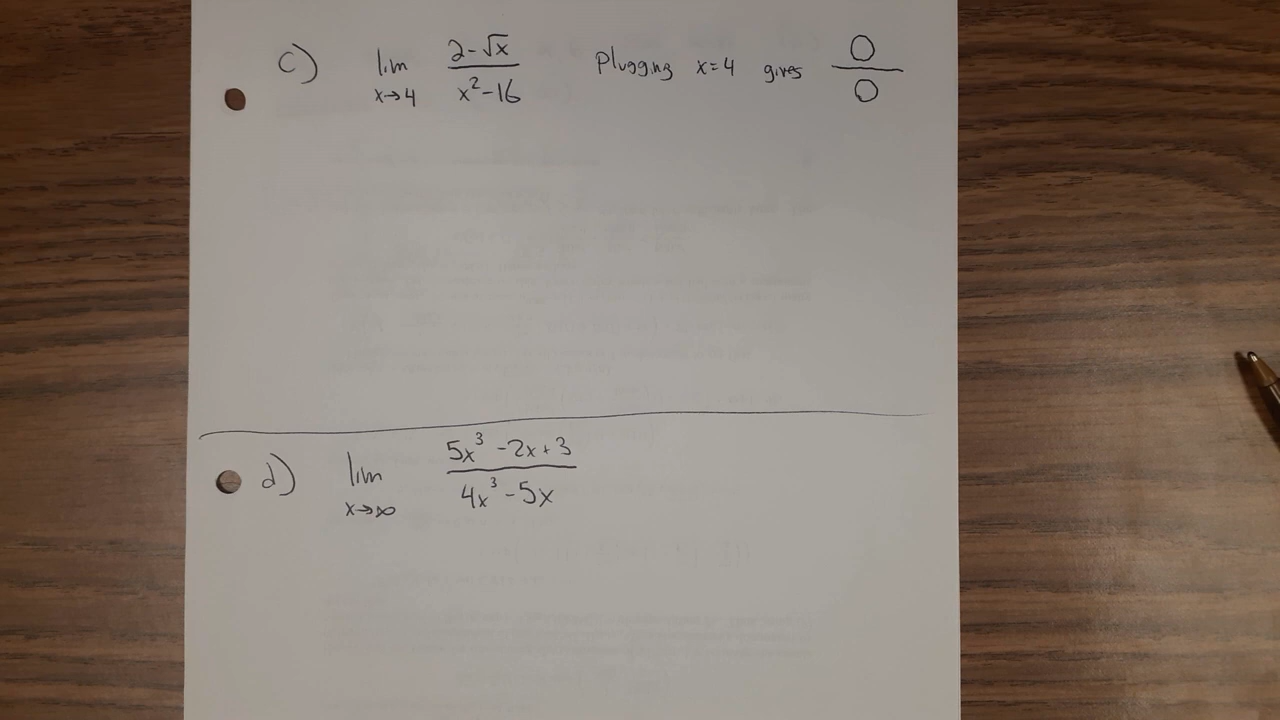 c) lim x→4 (2-√x)/(x²-16) Plugging x=4 gives 0/0
d) lim x→∞ (5x³-2x+3)/(4x³-5x)